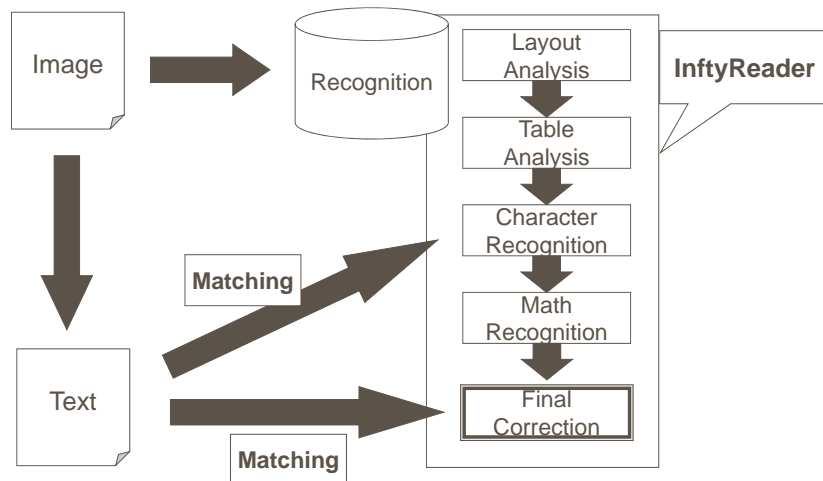 Image
Recognition
Layout
Analysis
InftyReader
Table
Analysis
Character
Recognition
Matching
Math
Recognition
Text
Final
Correction
Matching